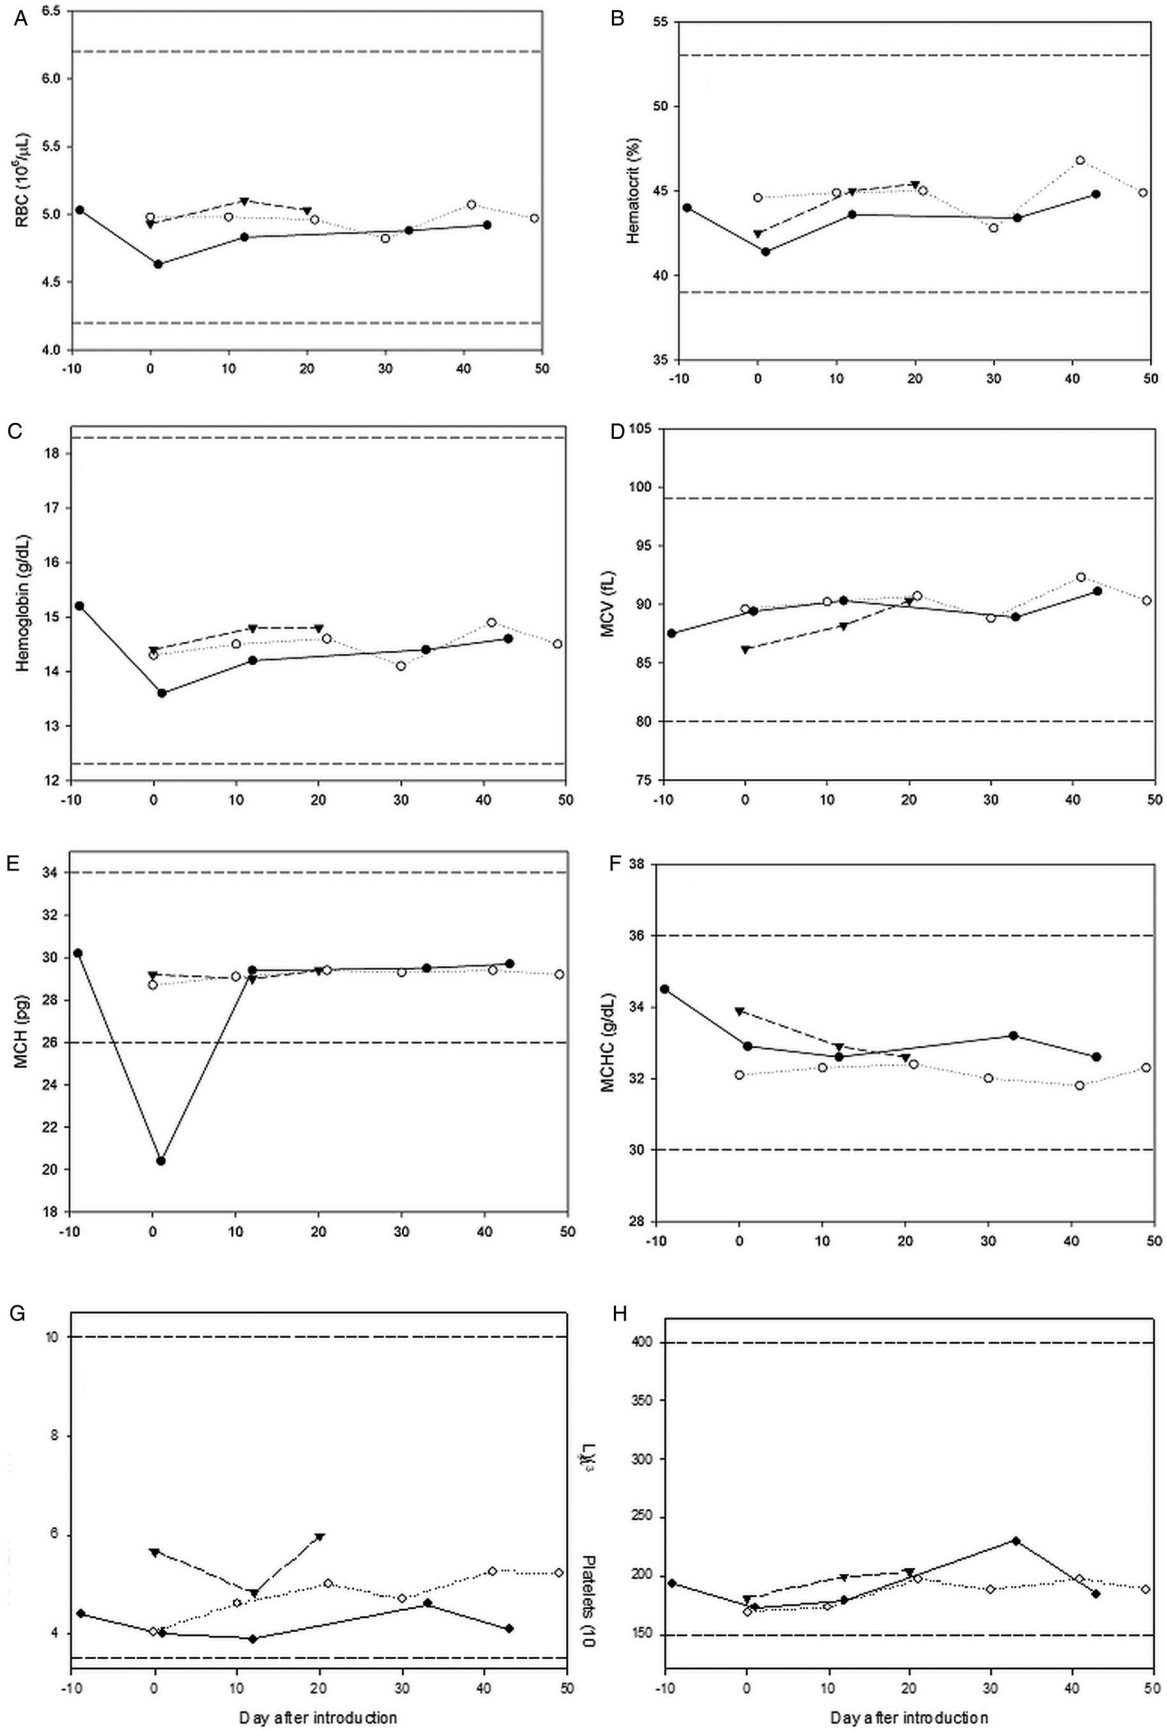 A
6.5
6.0
5.5
5.0
4.5
4.0
RBC (10⁶/μL)
-10 0 10 20 30 40 50
B
55
50
45
40
35
Hematocrit (%)
-10 0 10 20 30 40 50
C
18
17
16
15
14
13
12
Hemoglobin (g/dL)
-10 0 10 20 30 40 50
D
105
100
95
90
85
80
75
MCV (fL)
-10 0 10 20 30 40 50
E
34
32
30
28
26
24
22
20
18
MCH (pg)
-10 0 10 20 30 40 50
F
38
36
34
32
30
28
MCHC (g/dL)
-10 0 10 20 30 40 50
G
10
8
6
4
-10 0 10 20 30 40 50
Day after introduction
H
400
350
300
250
200
150
Platelets (10
-10 0 10 20 30 40 50
Day after introduction